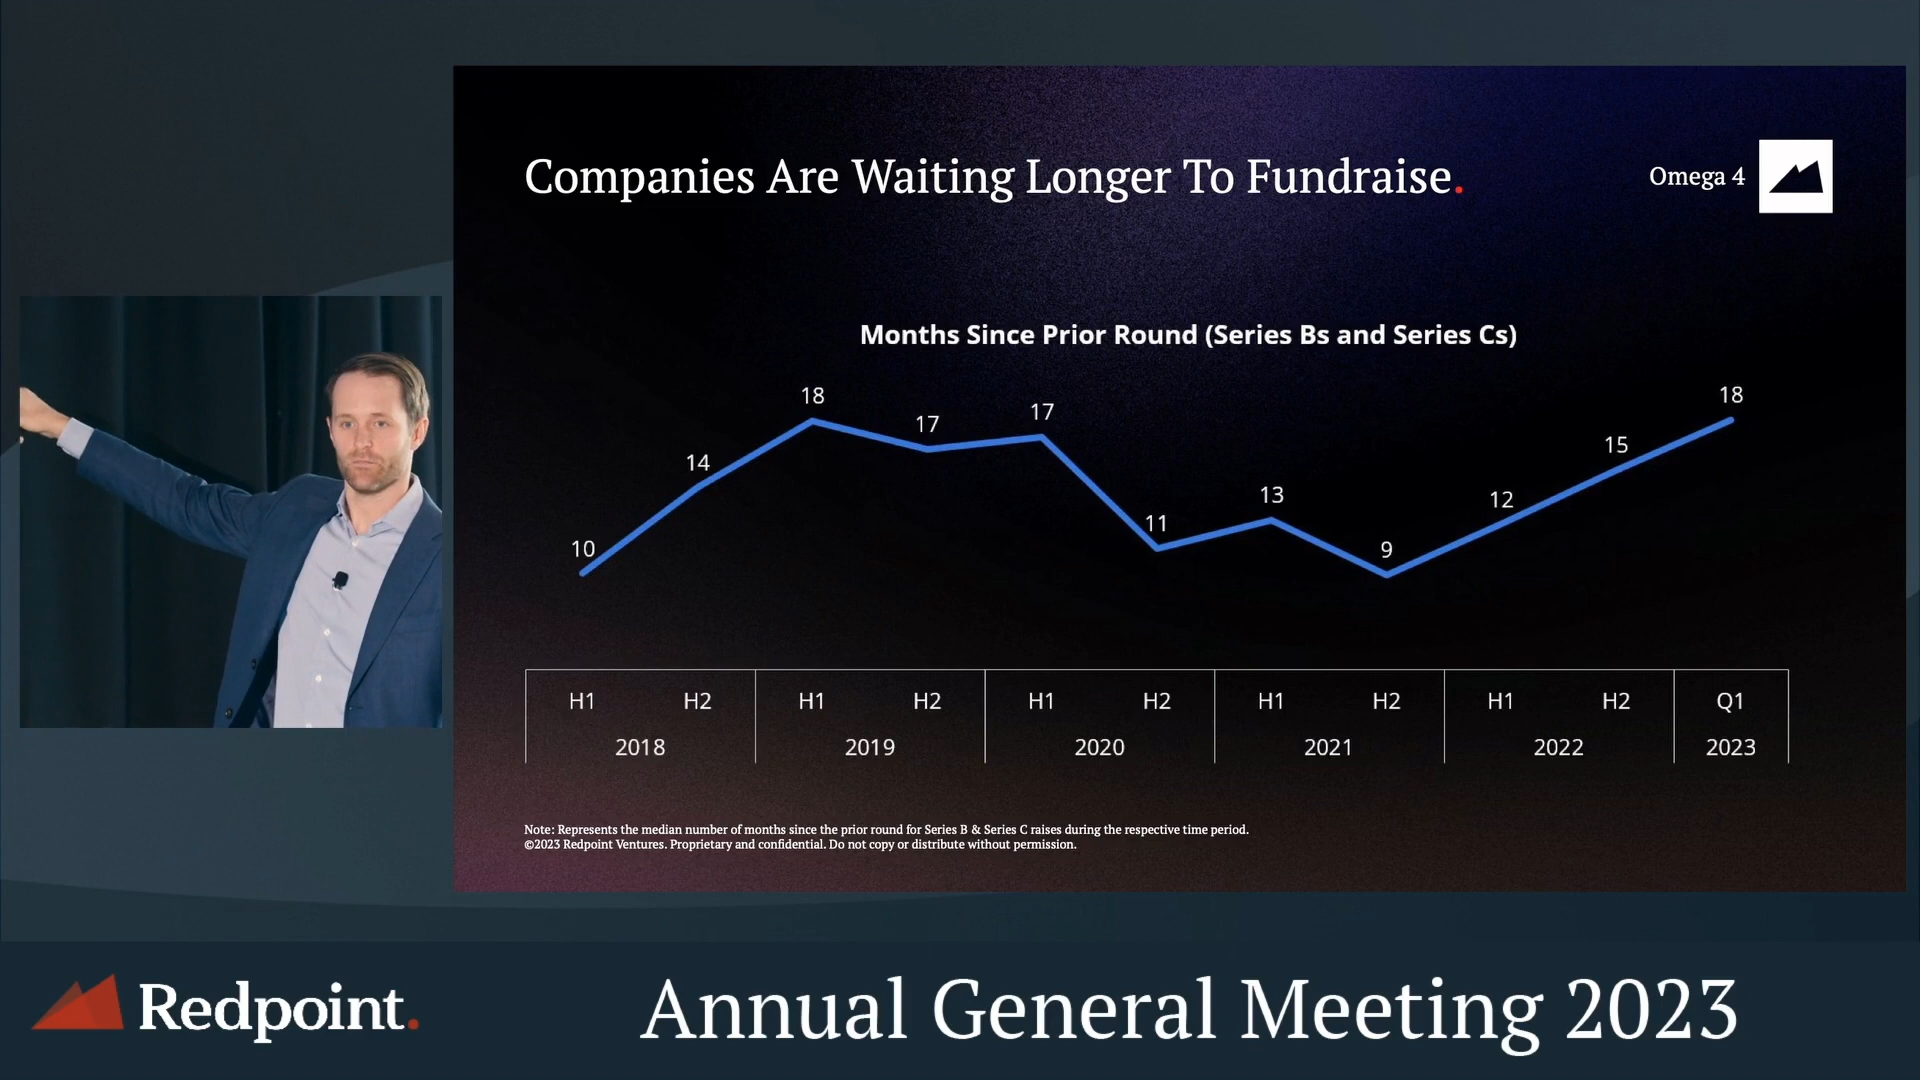 Companies Are Waiting Longer To Fundraise.
Omega 4
Months Since Prior Round (Series Bs and Series Cs)
10
14
18
17
17
11
13
9
12
15
18
H1 H2 H1 H2 H1 H2 H1 H2 H1 H2 Q1
2018 2019 2020 2021 2022 2023
Note: Represents the median number of months since the prior round for Series B & Series C raises during the respective time period.
©2023 Redpoint Ventures. Proprietary and confidential. Do not copy or distribute without permission.
Redpoint.
Annual General Meeting 2023